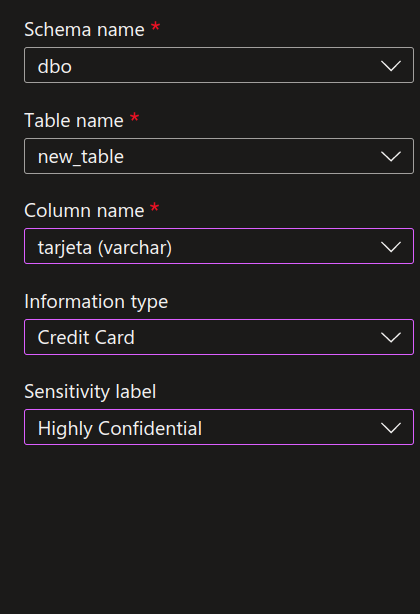 Schema name *
dbo
Table name *
new_table
Column name *
tarjeta (varchar)
Information type
Credit Card
Sensitivity label
Highly Confidential